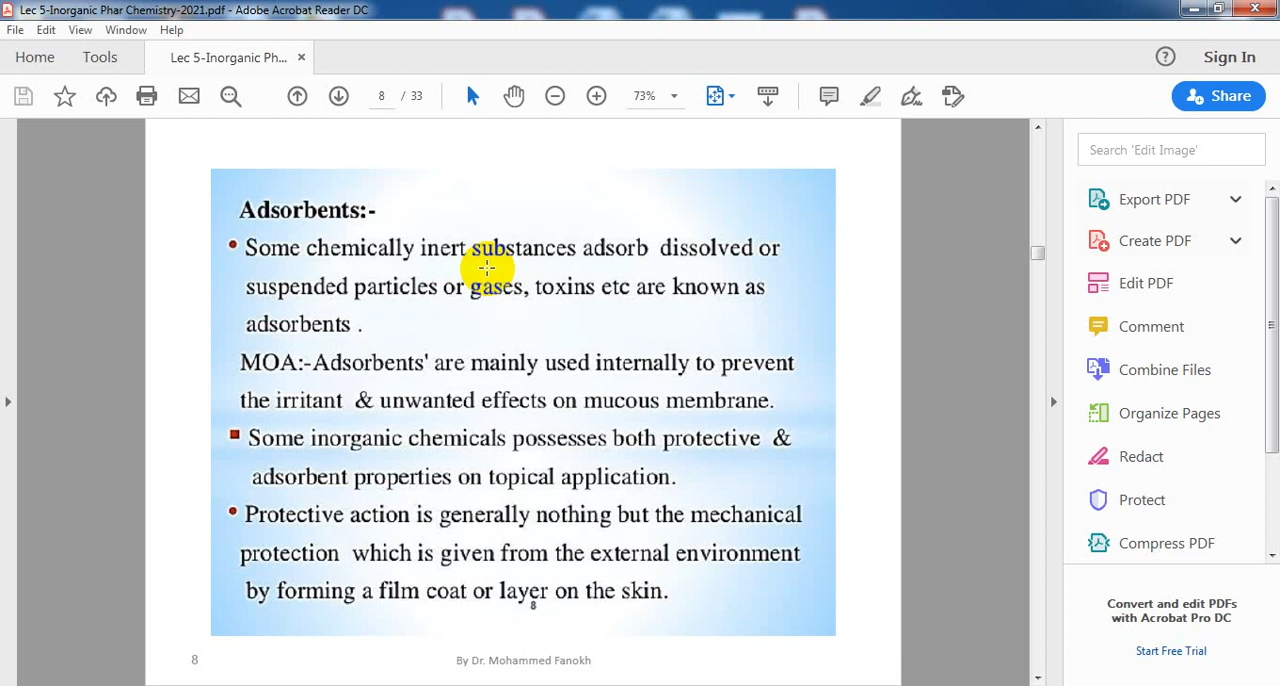 Lec 5-Inorganic Phar Chemistry-2021.pdf - Adobe Acrobat Reader DC
File Edit View Window Help
Home Tools Lec 5-Inorganic Ph... × Sign In
8 / 33 73% Share
Search 'Edit Image'
Export PDF
Create PDF
Edit PDF
Comment
Combine Files
Organize Pages
Redact
Protect
Compress PDF
Convert and edit PDFs
with Acrobat Pro DC
Start Free Trial
Adsorbents:-
• Some chemically inert substances adsorb dissolved or
suspended particles or gases, toxins etc are known as
adsorbents .
MOA:-Adsorbents' are mainly used internally to prevent
the irritant & unwanted effects on mucous membrane.
▪ Some inorganic chemicals possesses both protective &
adsorbent properties on topical application.
• Protective action is generally nothing but the mechanical
protection which is given from the external environment
by forming a film coat or layer on the skin.
8
8 By Dr. Mohammed Fanokh